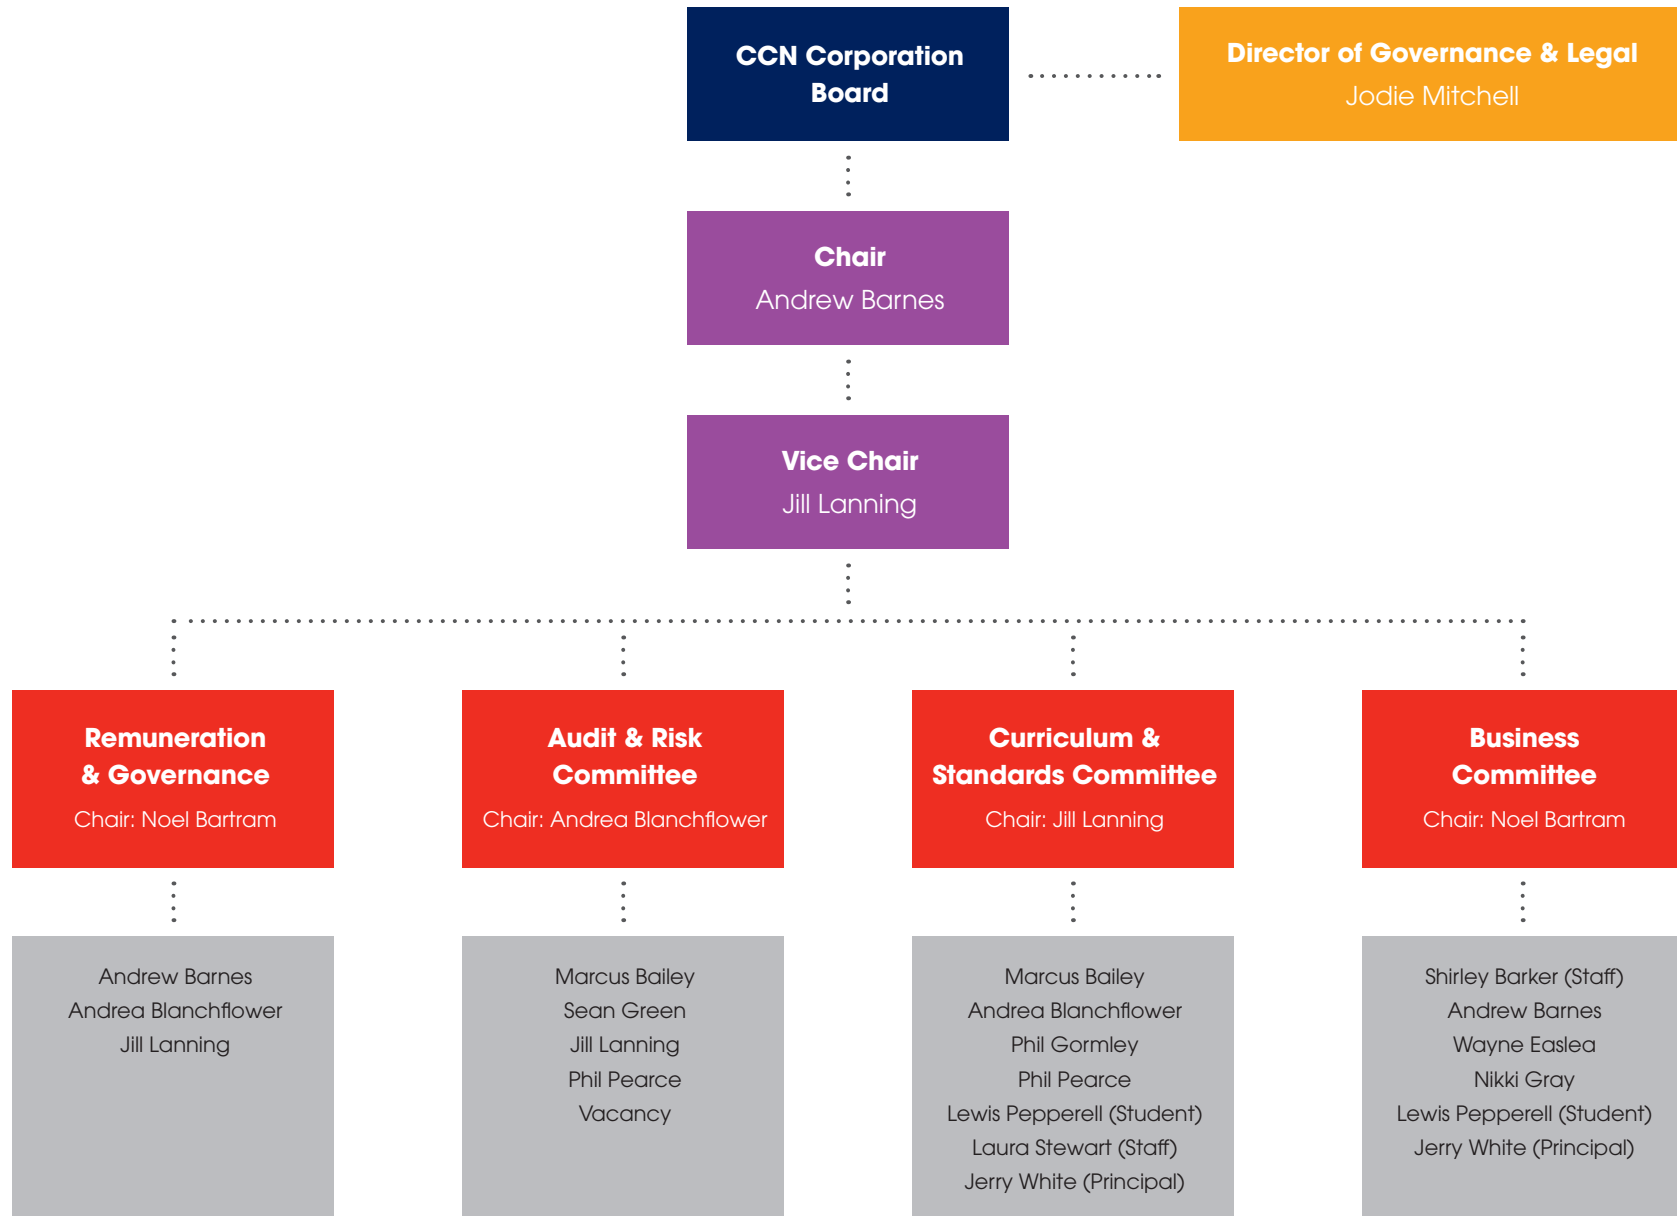 CCN Corporation
Board
Director of Governance & Legal
Jodie Mitchell
Chair
Andrew Barnes
Vice Chair
Jill Lanning
Remuneration
& Governance
Chair: Noel Bartram
Audit & Risk
Committee
Chair: Andrea Blanchflower
Curriculum &
Standards Committee
Chair: Jill Lanning
Business
Committee
Chair: Noel Bartram
Andrew Barnes
Andrea Blanchflower
Jill Lanning
Marcus Bailey
Sean Green
Jill Lanning
Phil Pearce
Vacancy
Marcus Bailey
Andrea Blanchflower
Phil Gormley
Phil Pearce
Lewis Pepperell (Student)
Laura Stewart (Staff)
Jerry White (Principal)
Shirley Barker (Staff)
Andrew Barnes
Wayne Easlea
Nikki Gray
Lewis Pepperell (Student)
Jerry White (Principal)